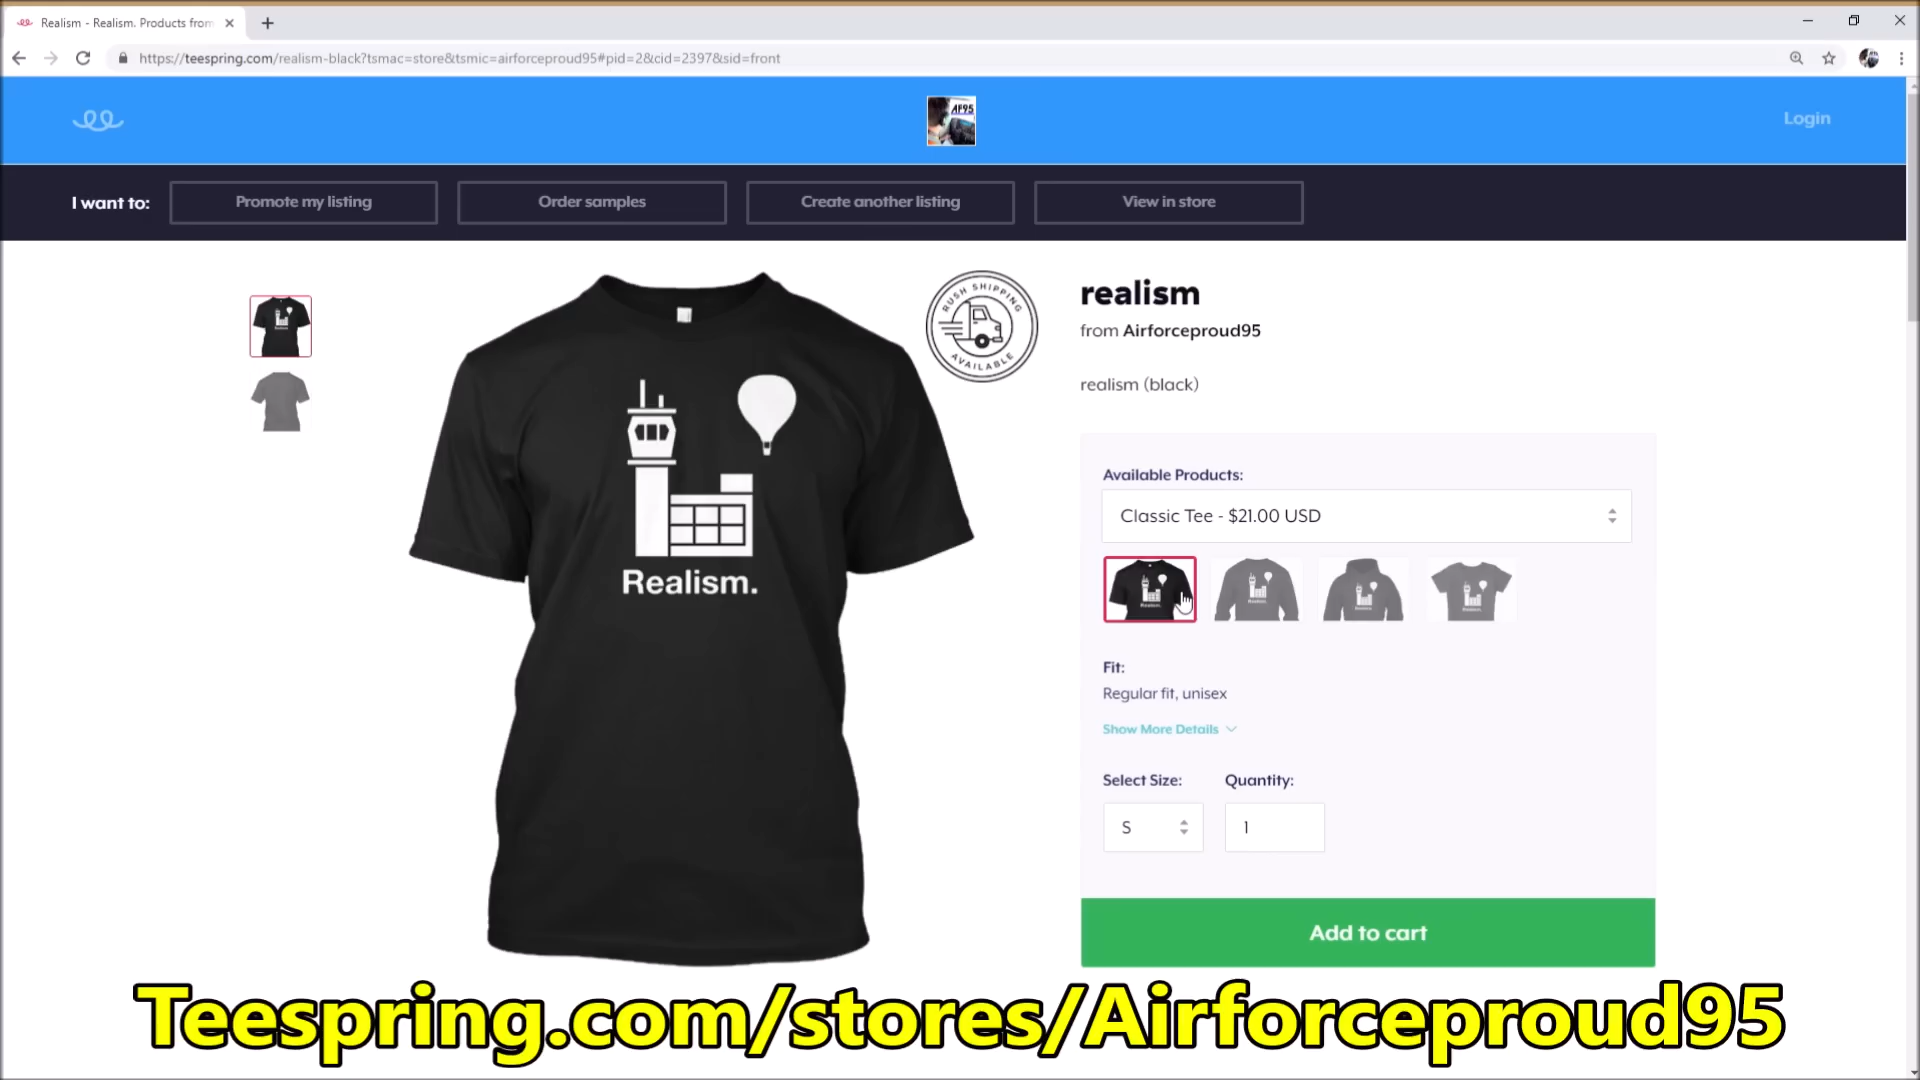 Realism - Realism. Products from
https://teespring.com/realism-black?tsmac=store&tsmic=airforceproud95#pid=2&cid=2397&sid=front
AF95
Login
I want to:
Promote my listing
Order samples
Create another listing
View in store
RUSH SHIPPING
AVAILABLE
realism
from Airforceproud95
realism (black)
Realism.
Available Products:
Classic Tee - $21.00 USD
Fit:
Regular fit, unisex
Show More Details
Select Size: Quantity:
S 1
Add to cart
Teespring.com/stores/Airforceproud95